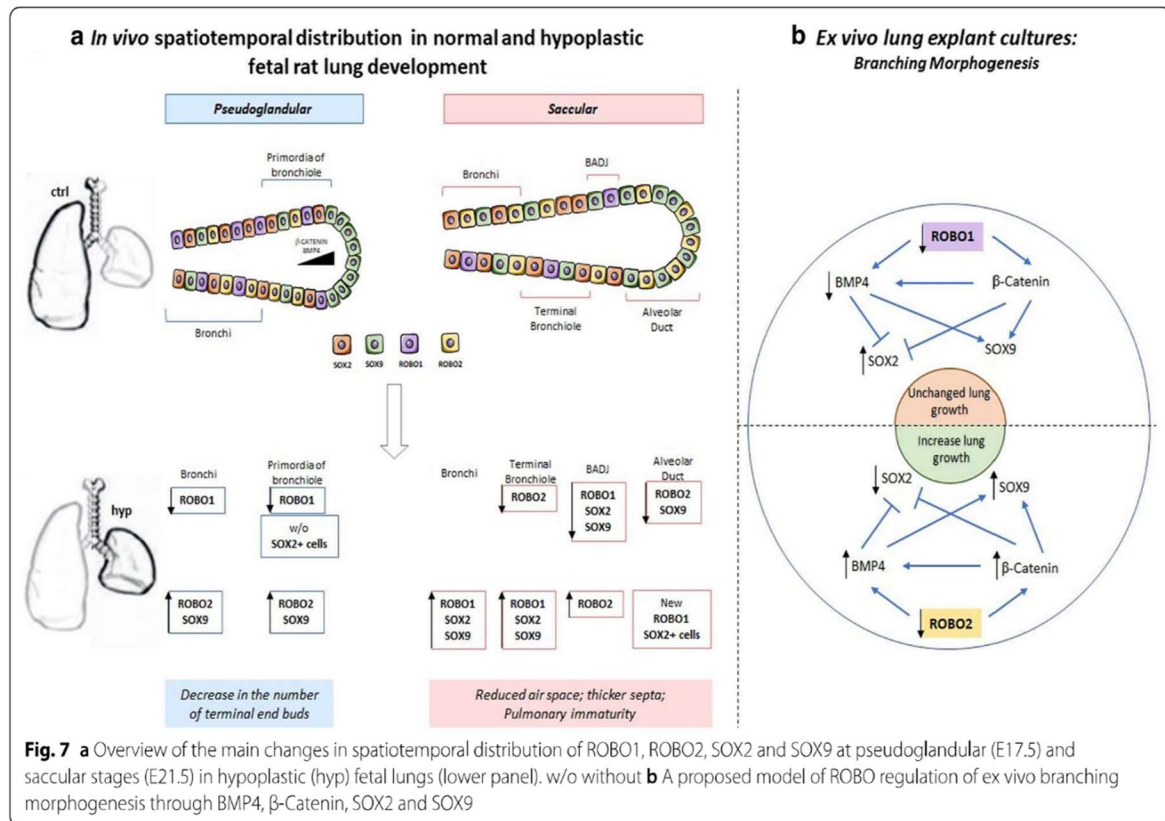 a In vivo spatiotemporal distribution in normal and hypoplastic
fetal rat lung development
Pseudoglandular
Saccular
ctrl
Primordia of
bronchiole
β-CATENIN
BMP4
Bronchi
Bronchi
BADJ
Terminal
Bronchiole
Alveolar
Duct
SOX2
SOX9
ROBO1
ROBO2
hyp
Bronchi
Primordia of
bronchiole
ROBO1
ROBO1
w/o
SOX2+ cells
ROBO2
SOX9
ROBO2
SOX9
Decrease in the number
of terminal end buds
Bronchi
Terminal
Bronchiole
BADJ
Alveolar
Duct
ROBO2
ROBO1
SOX2
SOX9
ROBO2
SOX9
ROBO1
SOX2
SOX9
ROBO1
SOX2
SOX9
ROBO2
New
ROBO1
SOX2+ cells
Reduced air space; thicker septa;
Pulmonary immaturity
b Ex vivo lung explant cultures:
Branching Morphogenesis
ROBO1
BMP4
β-Catenin
SOX2
SOX9
Unchanged lung
growth
Increase lung
growth
SOX2
SOX9
BMP4
β-Catenin
ROBO2
Fig. 7 a Overview of the main changes in spatiotemporal distribution of ROBO1, ROBO2, SOX2 and SOX9 at pseudoglandular (E17.5) and
saccular stages (E21.5) in hypoplastic (hyp) fetal lungs (lower panel). w/o without b A proposed model of ROBO regulation of ex vivo branching
morphogenesis through BMP4, β-Catenin, SOX2 and SOX9